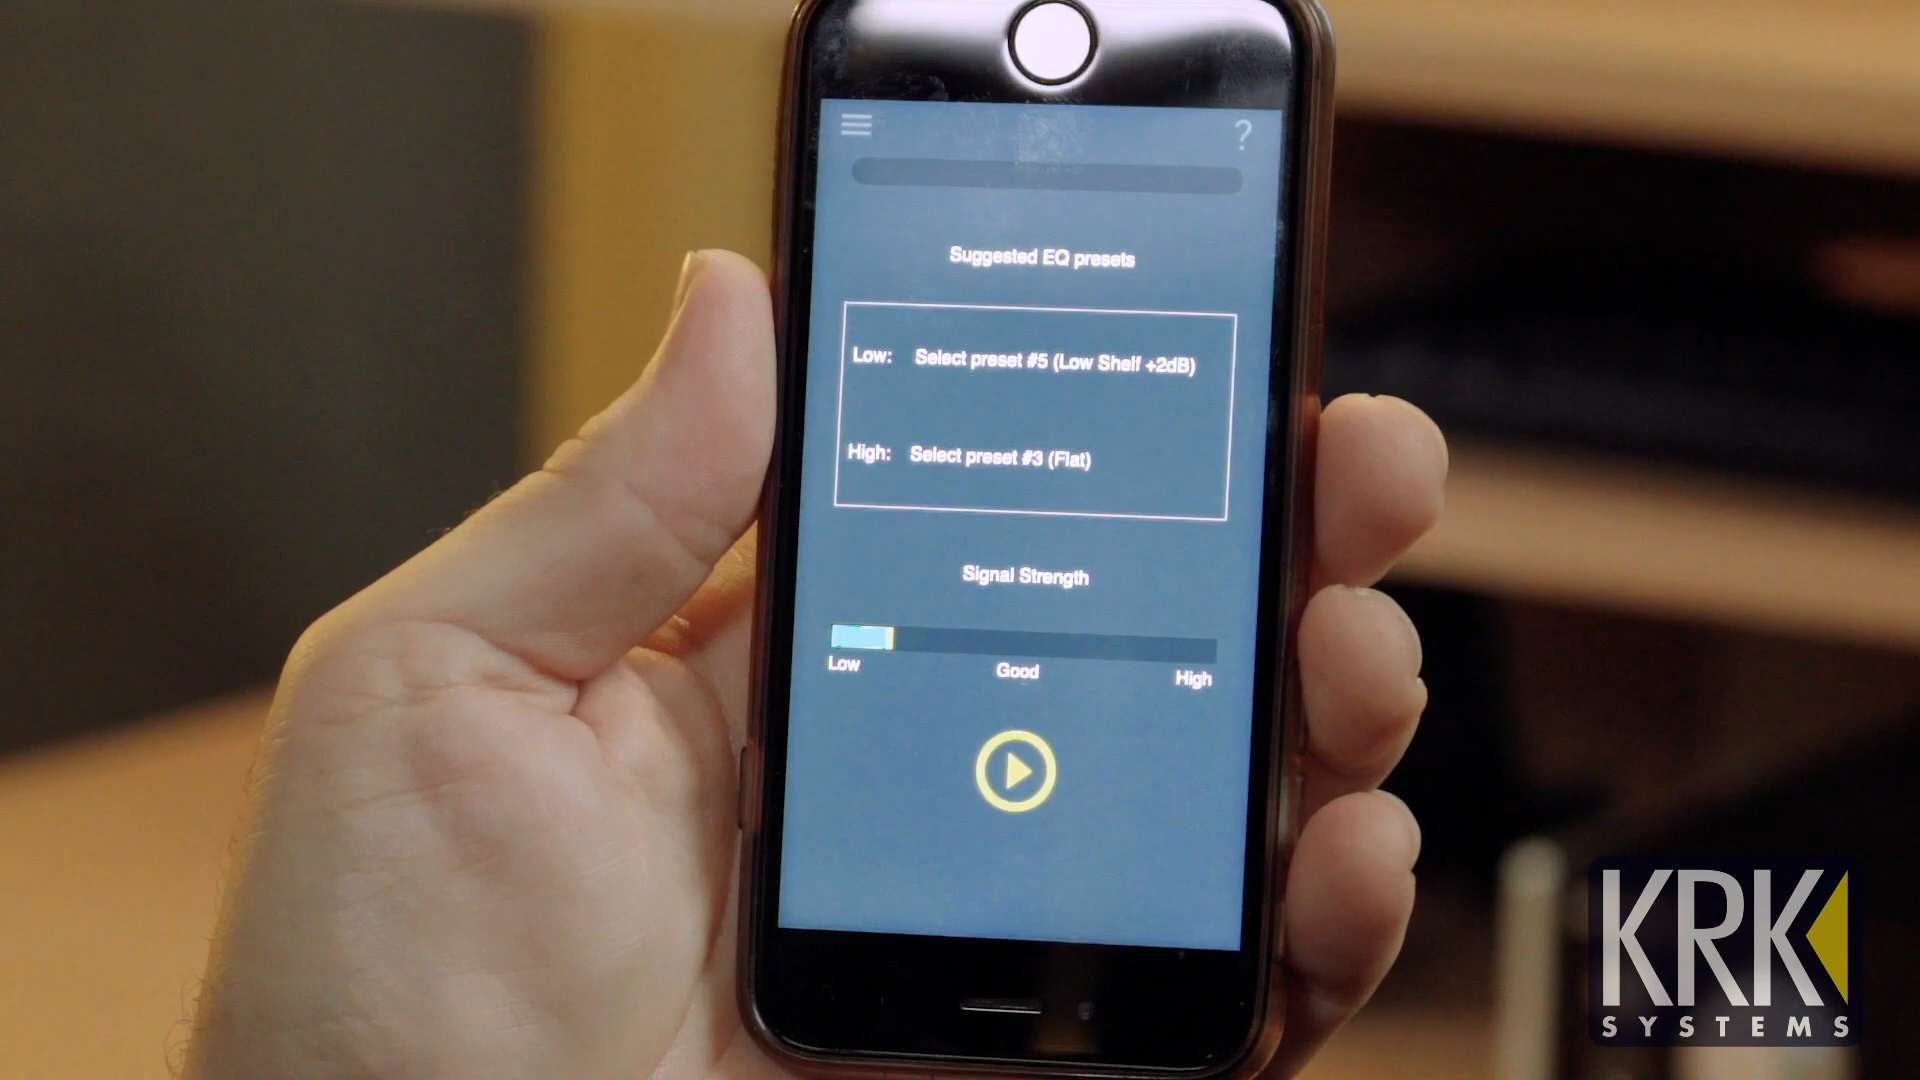 ?
Suggested EQ presets
Low: Select preset #5 (Low Shelf +2dB)
High: Select preset #3 (Flat)
Signal Strength
Low Good High
KRK
SYSTEMS